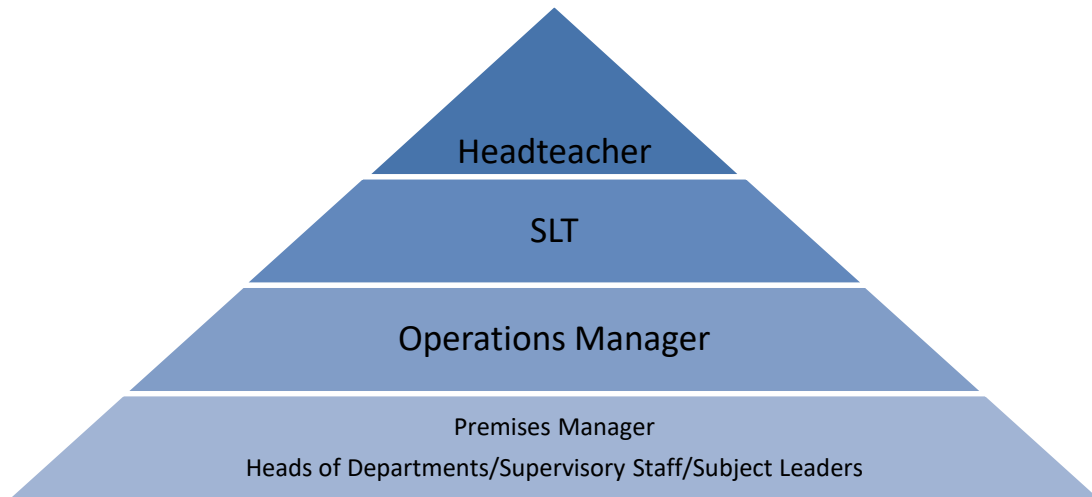 Headteacher
SLT
Operations Manager
Premises Manager
Heads of Departments/Supervisory Staff/Subject Leaders